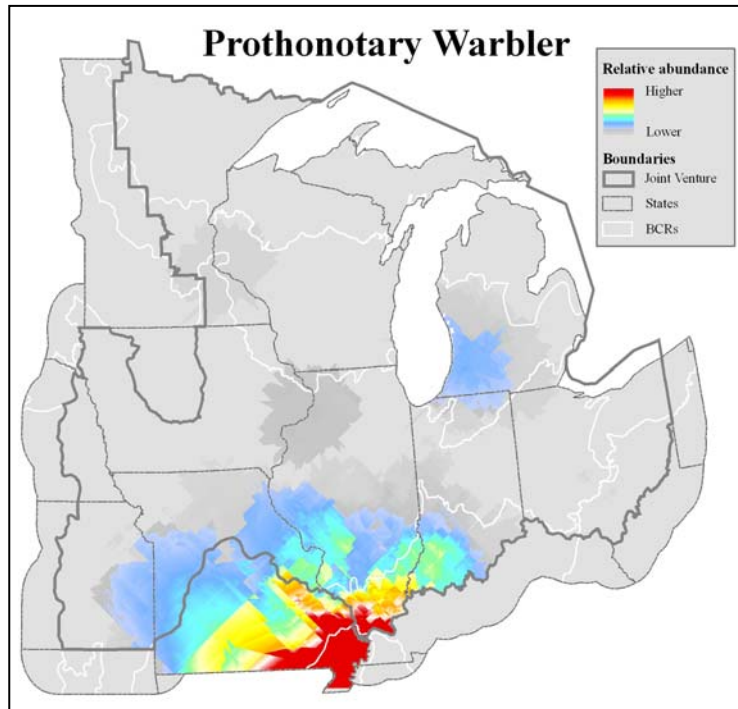 Prothonotary Warbler
Relative abundance
Higher
Lower
Boundaries
Joint Venture
States
BCRs